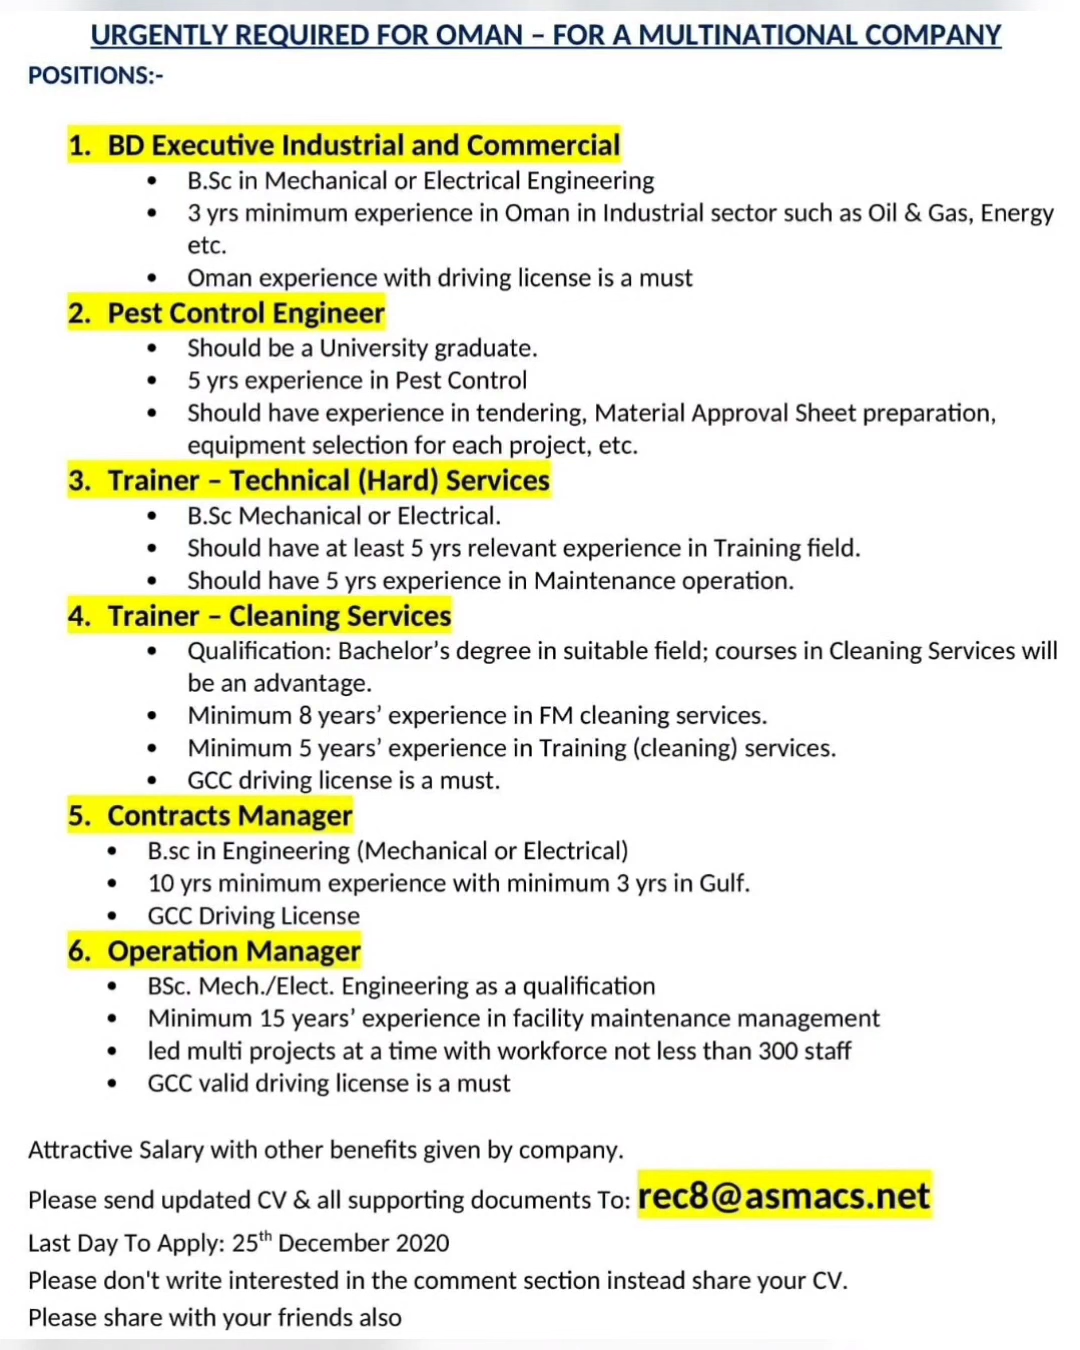 URGENTLY REQUIRED FOR OMAN – FOR A MULTINATIONAL COMPANY
POSITIONS:-
1. BD Executive Industrial and Commercial
• B.Sc in Mechanical or Electrical Engineering
• 3 yrs minimum experience in Oman in Industrial sector such as Oil & Gas, Energy
etc.
• Oman experience with driving license is a must
2. Pest Control Engineer
• Should be a University graduate.
• 5 yrs experience in Pest Control
• Should have experience in tendering, Material Approval Sheet preparation,
equipment selection for each project, etc.
3. Trainer – Technical (Hard) Services
• B.Sc Mechanical or Electrical.
• Should have at least 5 yrs relevant experience in Training field.
• Should have 5 yrs experience in Maintenance operation.
4. Trainer – Cleaning Services
• Qualification: Bachelor’s degree in suitable field; courses in Cleaning Services will
be an advantage.
• Minimum 8 years’ experience in FM cleaning services.
• Minimum 5 years’ experience in Training (cleaning) services.
• GCC driving license is a must.
5. Contracts Manager
• B.sc in Engineering (Mechanical or Electrical)
• 10 yrs minimum experience with minimum 3 yrs in Gulf.
• GCC Driving License
6. Operation Manager
• BSc. Mech./Elect. Engineering as a qualification
• Minimum 15 years’ experience in facility maintenance management
• led multi projects at a time with workforce not less than 300 staff
• GCC valid driving license is a must
Attractive Salary with other benefits given by company.
Please send updated CV & all supporting documents To: rec8@asmacs.net
Last Day To Apply: 25th December 2020
Please don't write interested in the comment section instead share your CV.
Please share with your friends also